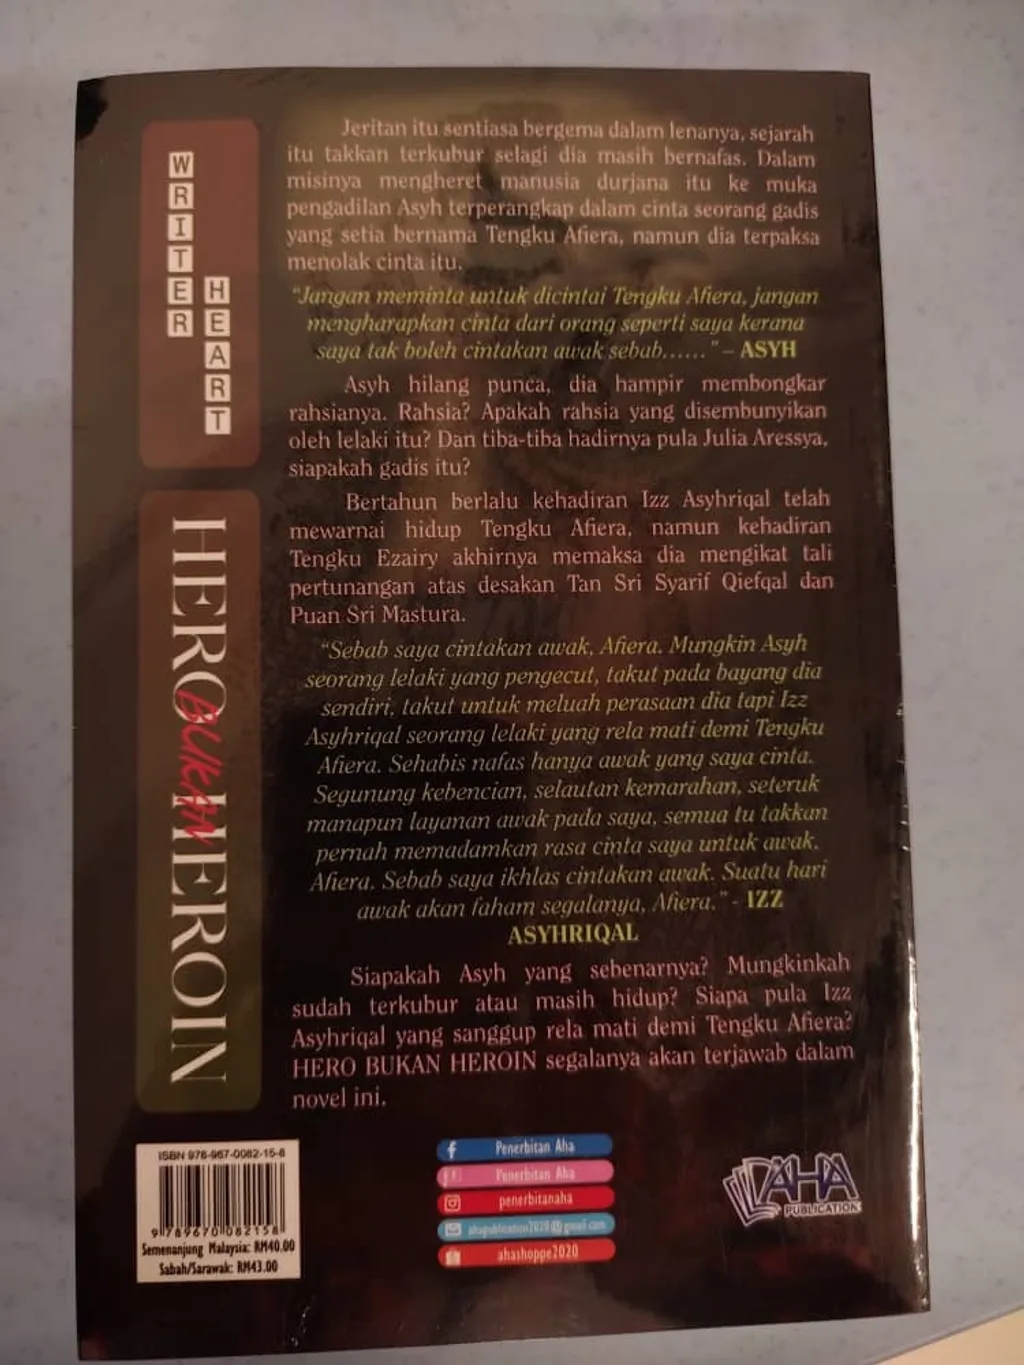 WRITER
HEART
HERO BUKAN HEROIN
Jeritan itu sentiasa bergema dalam lenanya, sejarah
itu takkan terkubur selagi dia masih bernafas. Dalam
misinya mengheret manusia durjana itu ke muka
pengadilan Asyh terperangkap dalam cinta seorang gadis
yang setia bernama Tengku Afiera, namun dia terpaksa
menolak cinta itu.
"Jangan meminta untuk dicintai Tengku Afiera, jangan
mengharapkan cinta dari orang seperti saya kerana
saya tak boleh cintakan awak sebab......" – ASYH
Asyh hilang punca, dia hampir membongkar
rahsianya. Rahsia? Apakah rahsia yang disembunyikan
oleh lelaki itu? Dan tiba-tiba hadirnya pula Julia Aressya,
siapakah gadis itu?
Bertahun berlalu kehadiran Izz Asyhriqal telah
mewarnai hidup Tengku Afiera, namun kehadiran
Tengku Ezairy akhirnya memaksa dia mengikat tali
pertunangan atas desakan Tan Sri Syarif Qiefqal dan
Puan Sri Mastura.
"Sebab saya cintakan awak, Afiera. Mungkin Asyh
seorang lelaki yang pengecut, takut pada bayang dia
sendiri, takut untuk meluah perasaan dia tapi Izz
Asyhriqal seorang lelaki yang rela mati demi Tengku
Afiera. Sehabis nafas hanya awak yang saya cinta.
Segunung kebencian, selautan kemarahan, seteruk
manapun layanan awak pada saya, semua tu takkan
pernah memadamkan rasa cinta saya untuk awak,
Afiera. Sebab saya ikhlas cintakan awak. Suatu hari
awak akan faham segalanya, Afiera." - IZZ
ASYHRIQAL
Siapakah Asyh yang sebenarnya? Mungkinkah
sudah terkubur atau masih hidup? Siapa pula Izz
Asyhriqal yang sanggup rela mati demi Tengku Afiera?
HERO BUKAN HEROIN segalanya akan terjawab dalam
novel ini.
ISBN 978-967-0082-15-8
9 789670 082158
Semenanjung Malaysia: RM40.00
Sabah/Sarawak: RM43.00
Penerbitan Aha
Penerbitan Aha
penerbitanaha
ahapublication2020@gmail.com
ahashoppe2020
AHA
PUBLICATION